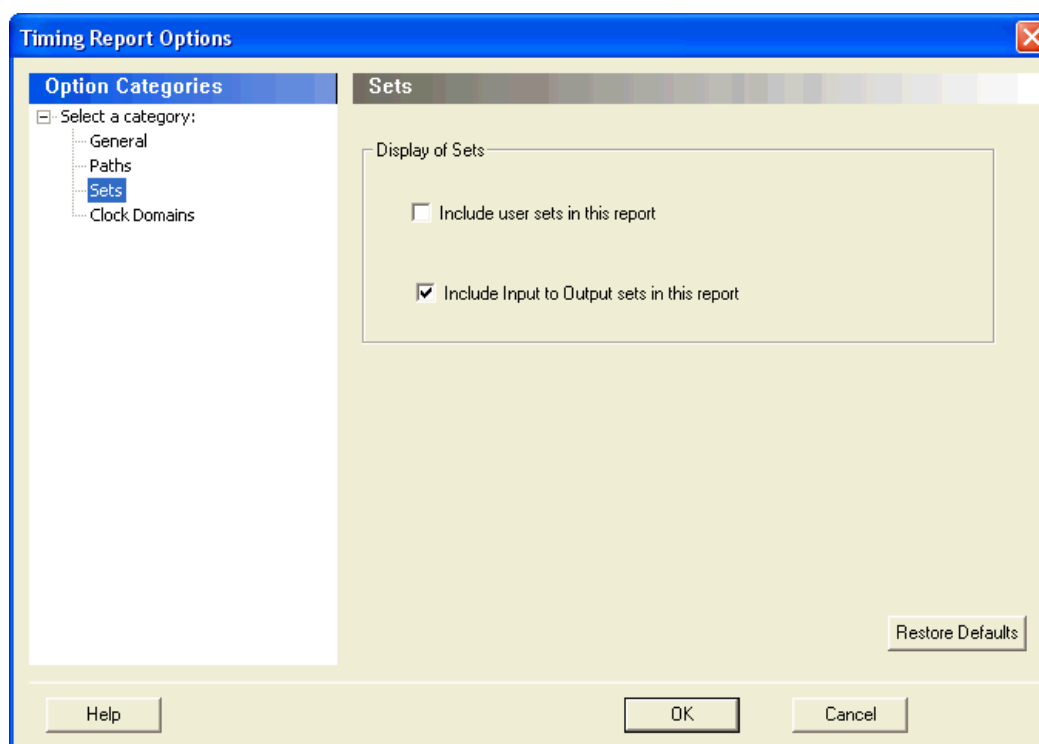 Timing Report Options
Option Categories
Select a category:
General
Paths
Sets
Clock Domains
Sets
Display of Sets
Include user sets in this report
Include Input to Output sets in this report
Restore Defaults
Help
OK
Cancel